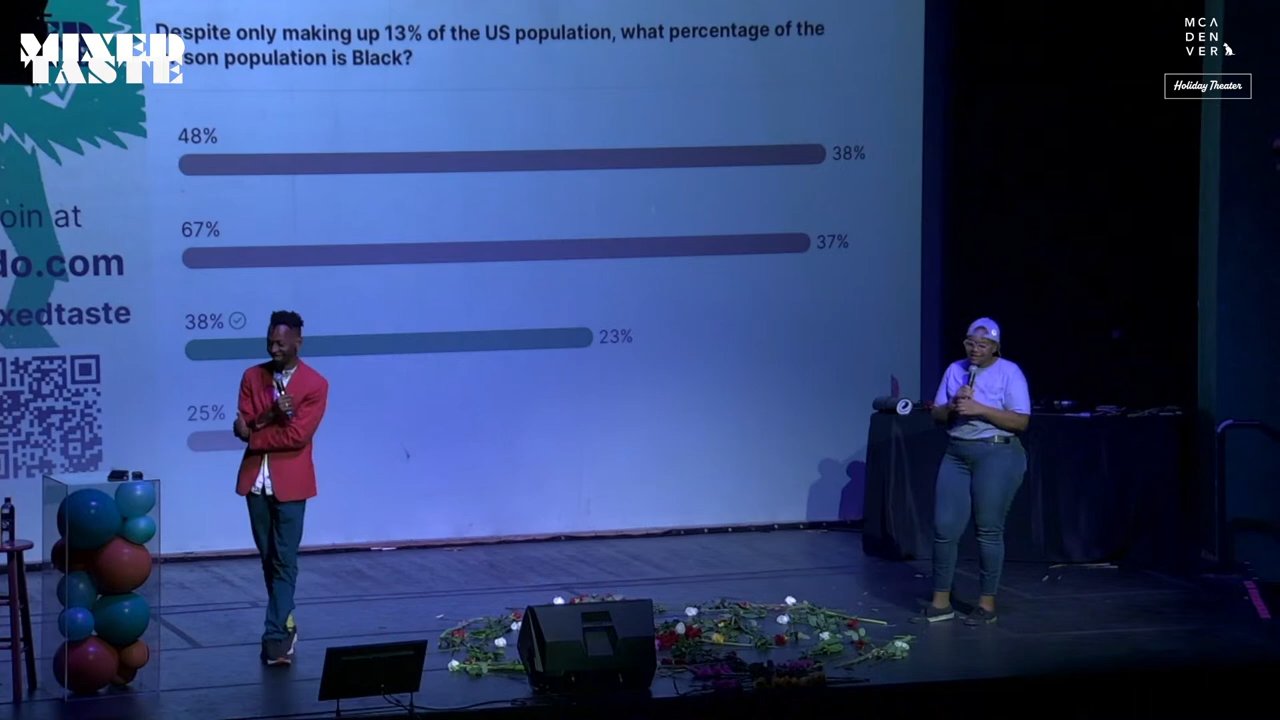 MIXED
TASTE
Despite only making up 13% of the US population, what percentage of the
son population is Black?
48%
38%
67%
37%
38%
23%
25%
oin at
do.com
xedtaste
MCA
DEN
VER
Holiday Theater